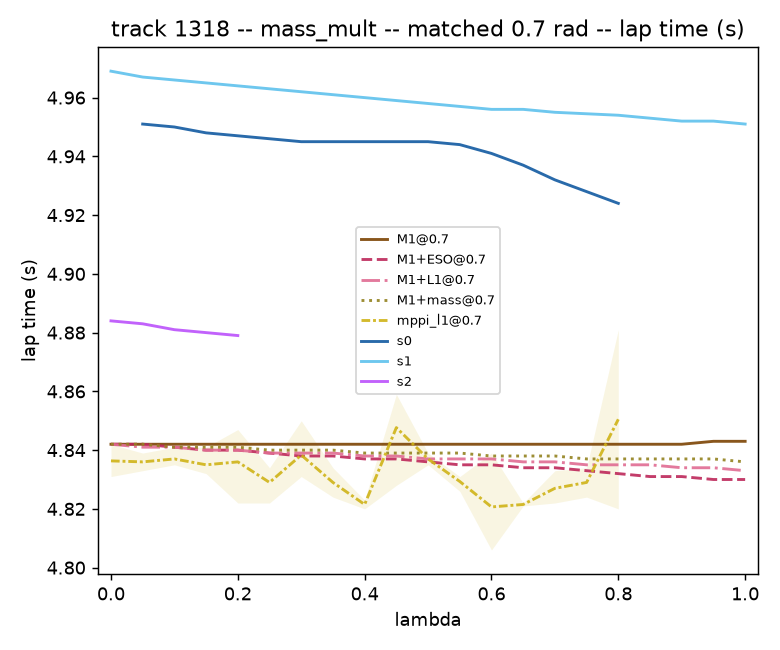 track 1318 -- mass_mult -- matched 0.7 rad -- lap time (s)
lap time (s)
4.96
4.94
4.92
4.90
4.88
4.86
4.84
4.82
4.80
M1@0.7
M1+ESO@0.7
M1+L1@0.7
M1+mass@0.7
mppi_l1@0.7
s0
s1
s2
0.0 0.2 0.4 0.6 0.8 1.0
lambda